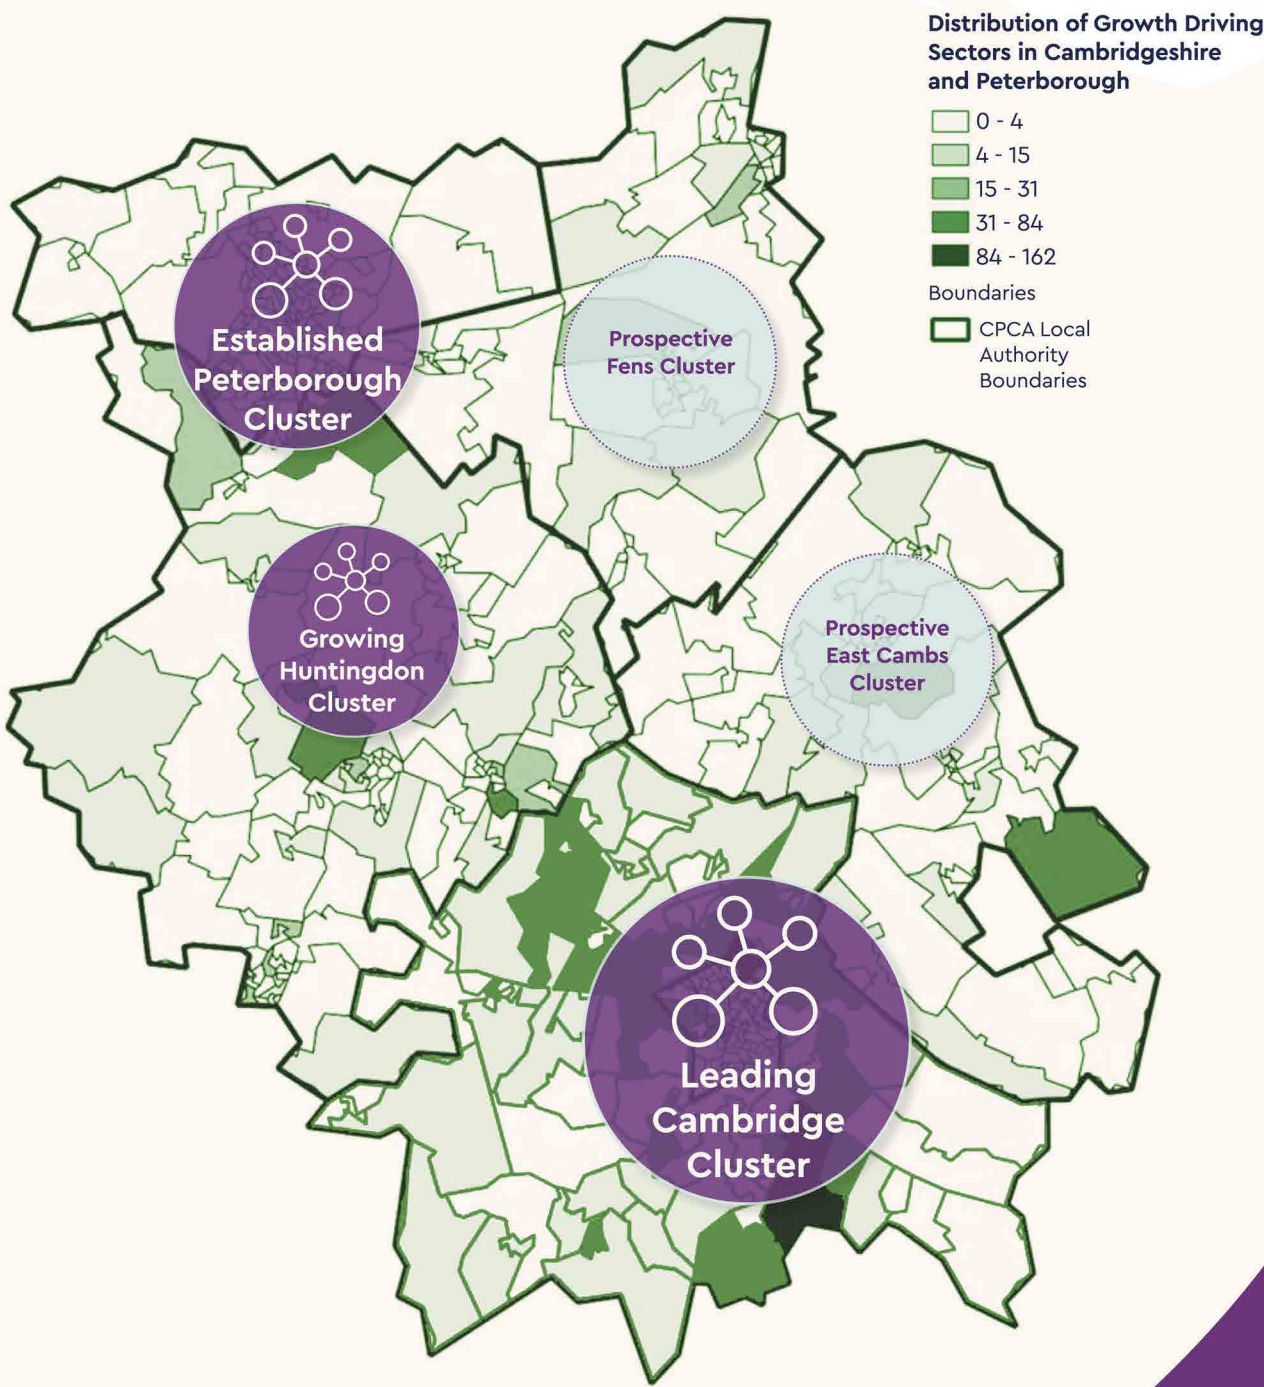 Distribution of Growth Driving
Sectors in Cambridgeshire
and Peterborough
0 - 4
4 - 15
15 - 31
31 - 84
84 - 162
Boundaries
CPCA Local
Authority
Boundaries
Established
Peterborough
Cluster
Prospective
Fens Cluster
Growing
Huntingdon
Cluster
Prospective
East Cambs
Cluster
Leading
Cambridge
Cluster